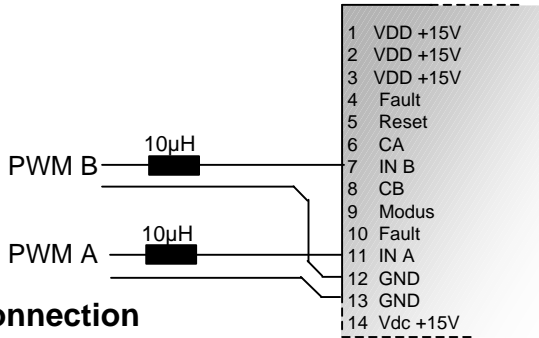 1 VDD +15V
2 VDD +15V
3 VDD +15V
4 Fault
5 Reset
6 CA
7 IN B
8 CB
9 Modus
10 Fault
11 IN A
12 GND
13 GND
14 Vdc +15V
10µH
PWM B
10µH
PWM A
onnection